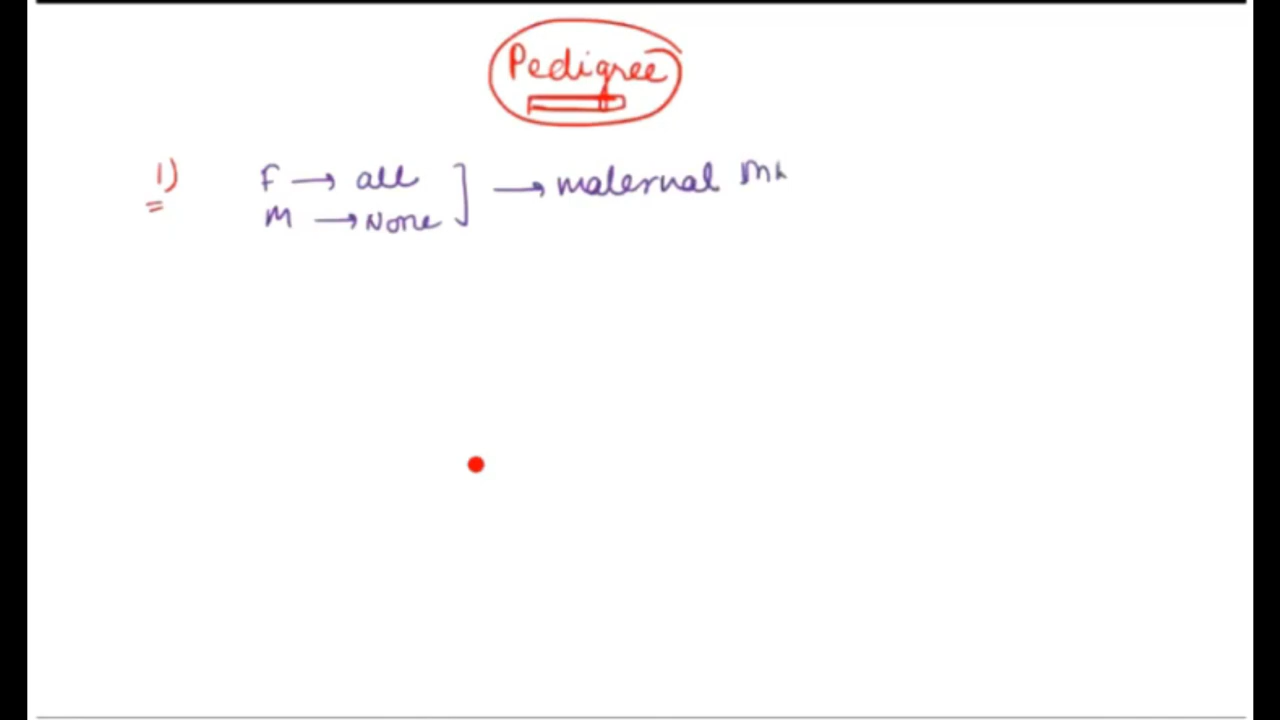 Pedigree
1) F → all ] → maternal
M → None